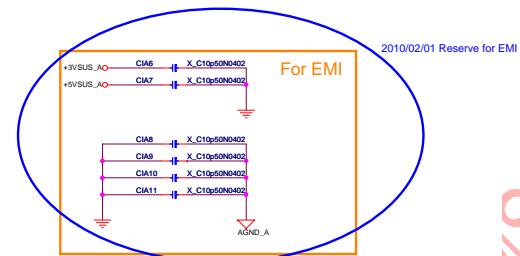 2010/02/01 Reserve for EMI
For EMI
+3VSUS_A CIA6 X_C10p50N0402
+5VSUS_A CIA7 X_C10p50N0402
CIA8 X_C10p50N0402
CIA9 X_C10p50N0402
CIA10 X_C10p50N0402
CIA11 X_C10p50N0402
AGND_A